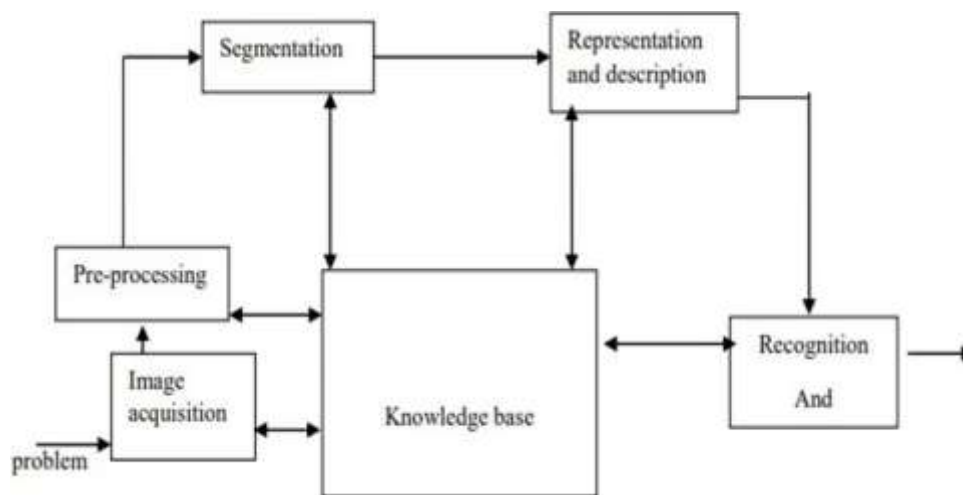 Segmentation
Representation
and description
Pre-processing
Image
acquisition
problem
Knowledge base
Recognition
And